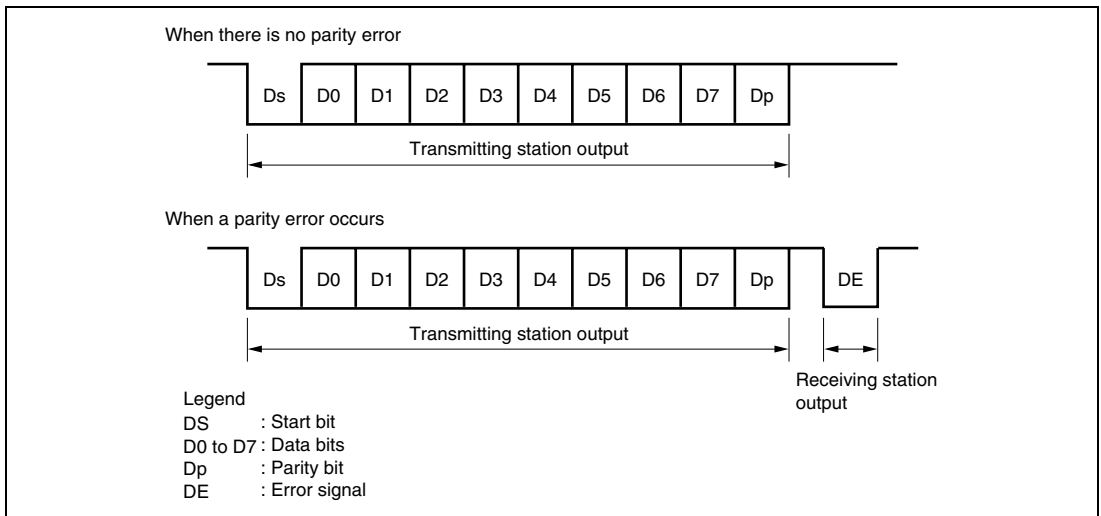 When there is no parity error
Ds D0 D1 D2 D3 D4 D5 D6 D7 Dp
Transmitting station output
When a parity error occurs
Ds D0 D1 D2 D3 D4 D5 D6 D7 Dp DE
Transmitting station output
Receiving station
output
Legend
DS : Start bit
D0 to D7 : Data bits
Dp : Parity bit
DE : Error signal